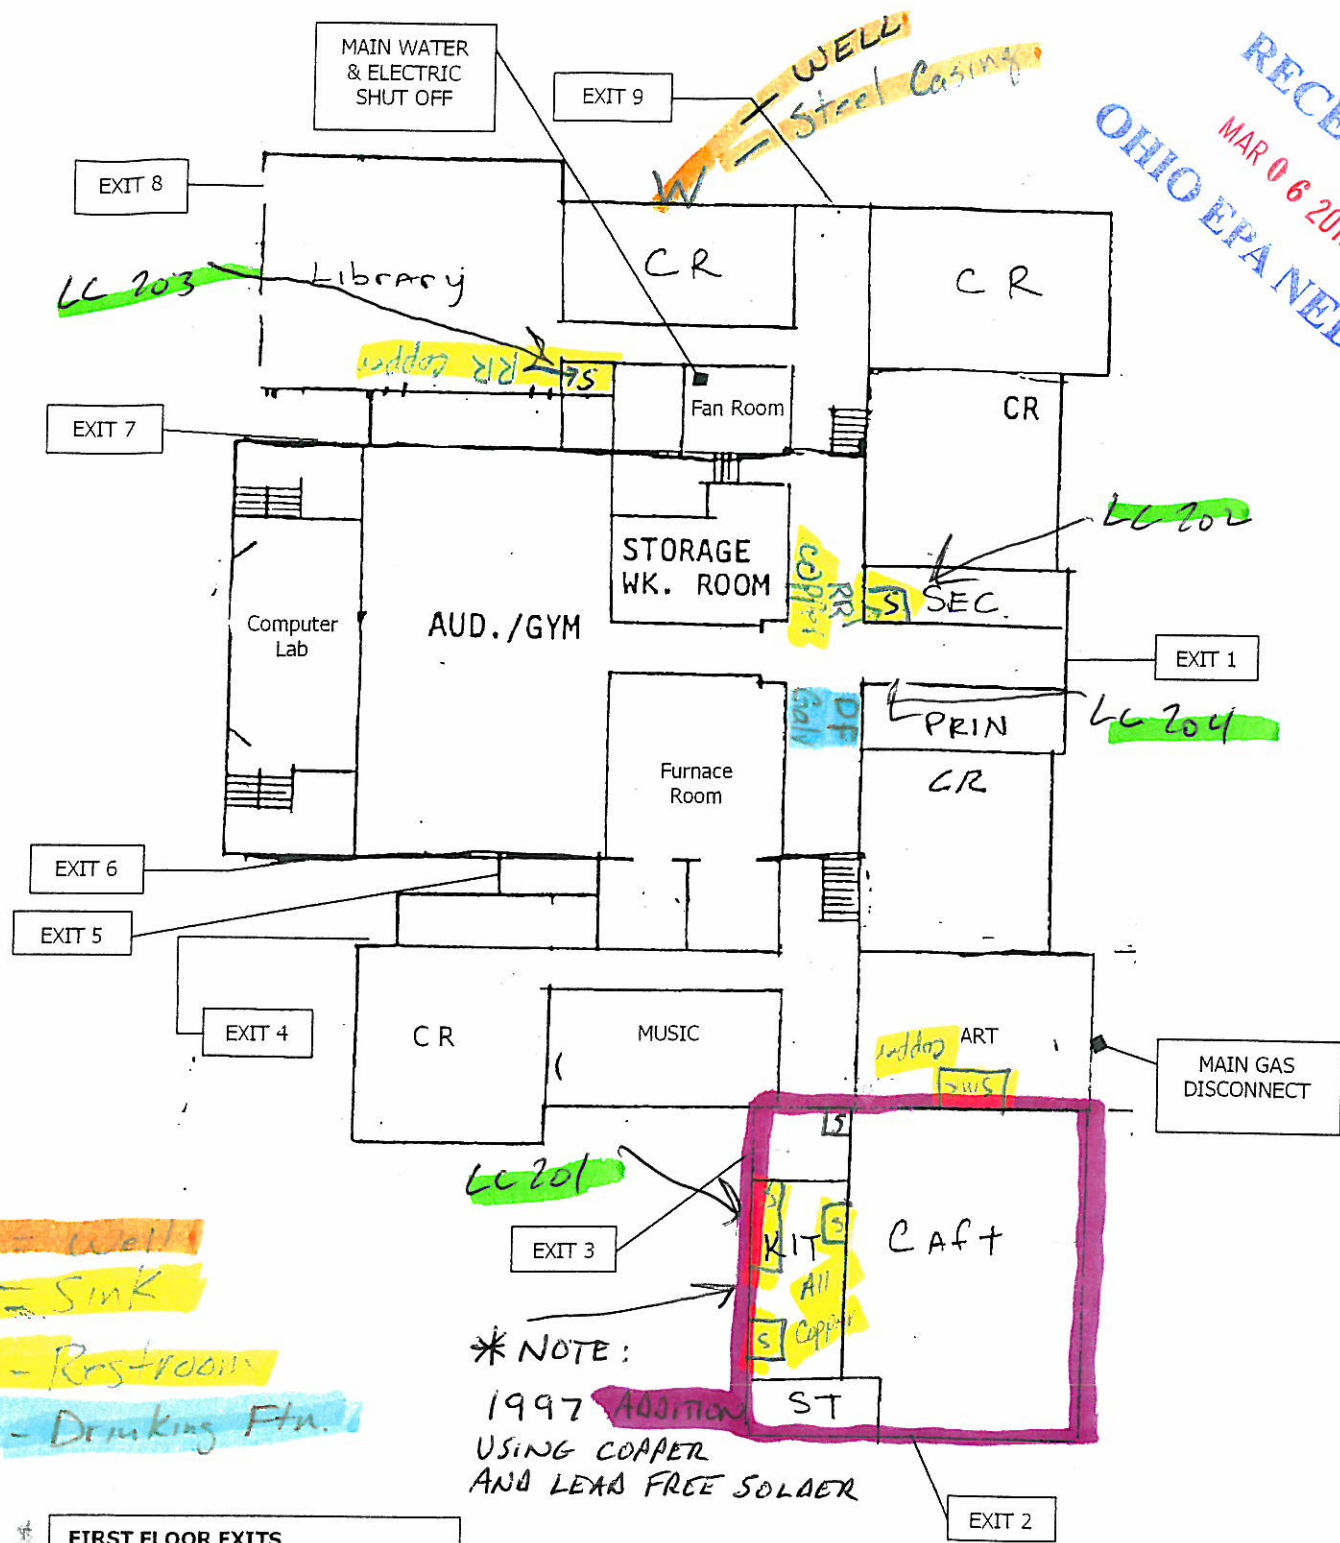 MAIN WATER
& ELECTRIC
SHUT OFF
EXIT 9
- WELL
- Steel Casing
W
MAR 06
OHIO EPA
EXIT 8
LC 203
Library
CR
CR
RR Copper
S
Fan Room
CR
EXIT 7
LC 202
STORAGE
WK. ROOM
RR
Copper
S
SEC.
Computer
Lab
AUD./GYM
EXIT 1
DF
Galv
PRIN
LC 204
Furnace
Room
CR
EXIT 6
EXIT 5
EXIT 4
CR
MUSIC
ART
Copper
Sink
MAIN GAS
DISCONNECT
S
LC 201
EXIT 3
S
KIT
S
Caft
All
Copper
S
ST
* NOTE:
1997 ADDITION
USING COPPER
AND LEAD FREE SOLDER
EXIT 2
= Well
= Sink
- Restroom
- Drinking Ftn.
FIRST FLOOR EXITS